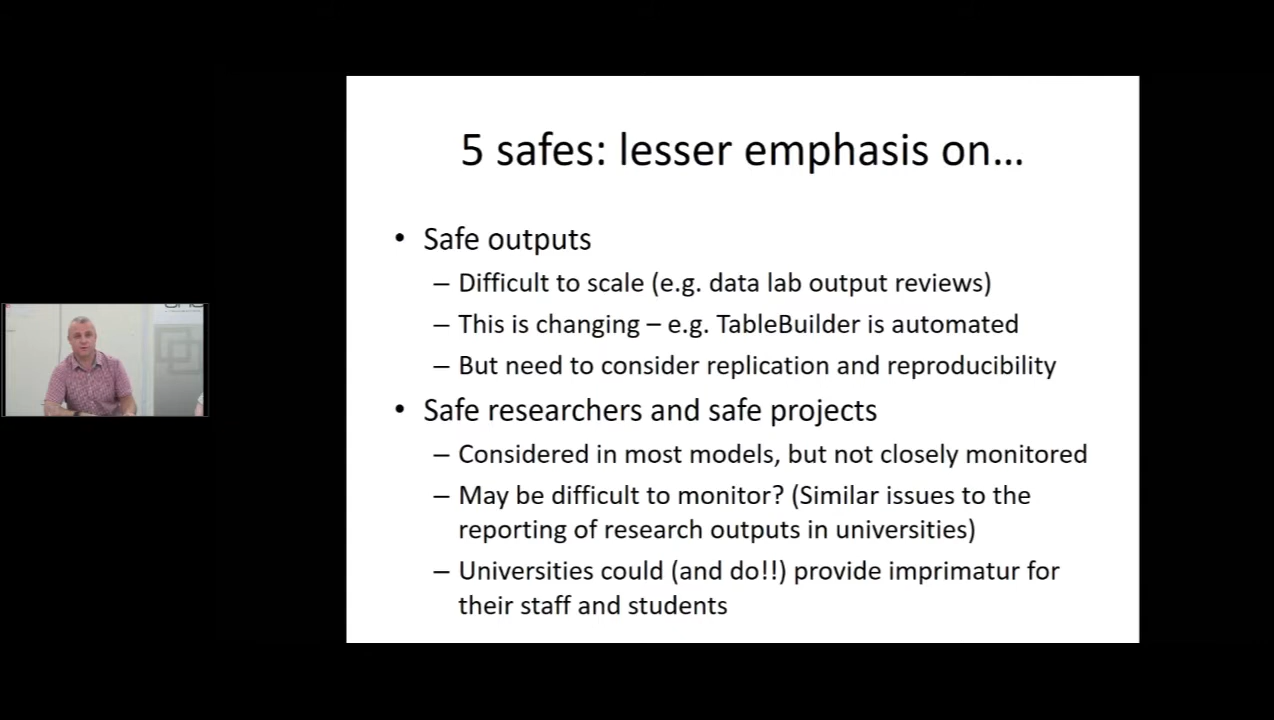 5 safes: lesser emphasis on...
• Safe outputs
– Difficult to scale (e.g. data lab output reviews)
– This is changing – e.g. TableBuilder is automated
– But need to consider replication and reproducibility
• Safe researchers and safe projects
– Considered in most models, but not closely monitored
– May be difficult to monitor? (Similar issues to the
reporting of research outputs in universities)
– Universities could (and do!!) provide imprimatur for
their staff and students